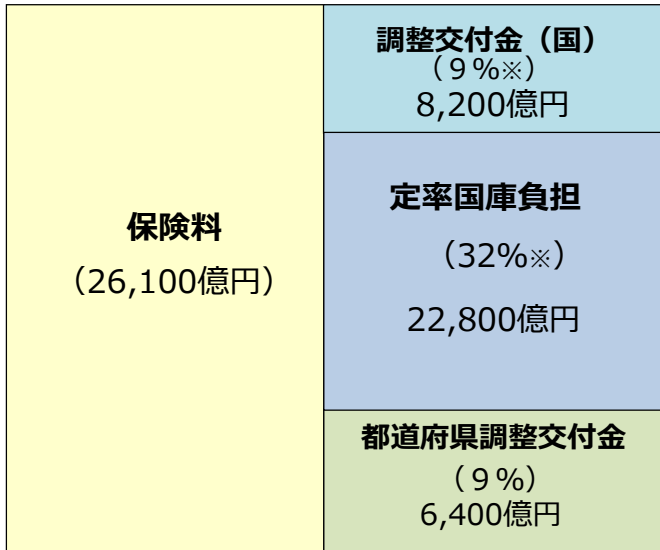 保険料
（26,100億円）
調整交付金（国）
（９%※）
8,200億円
定率国庫負担
（32%※）
22,800億円
都道府県調整交付金
（９%）
6,400億円